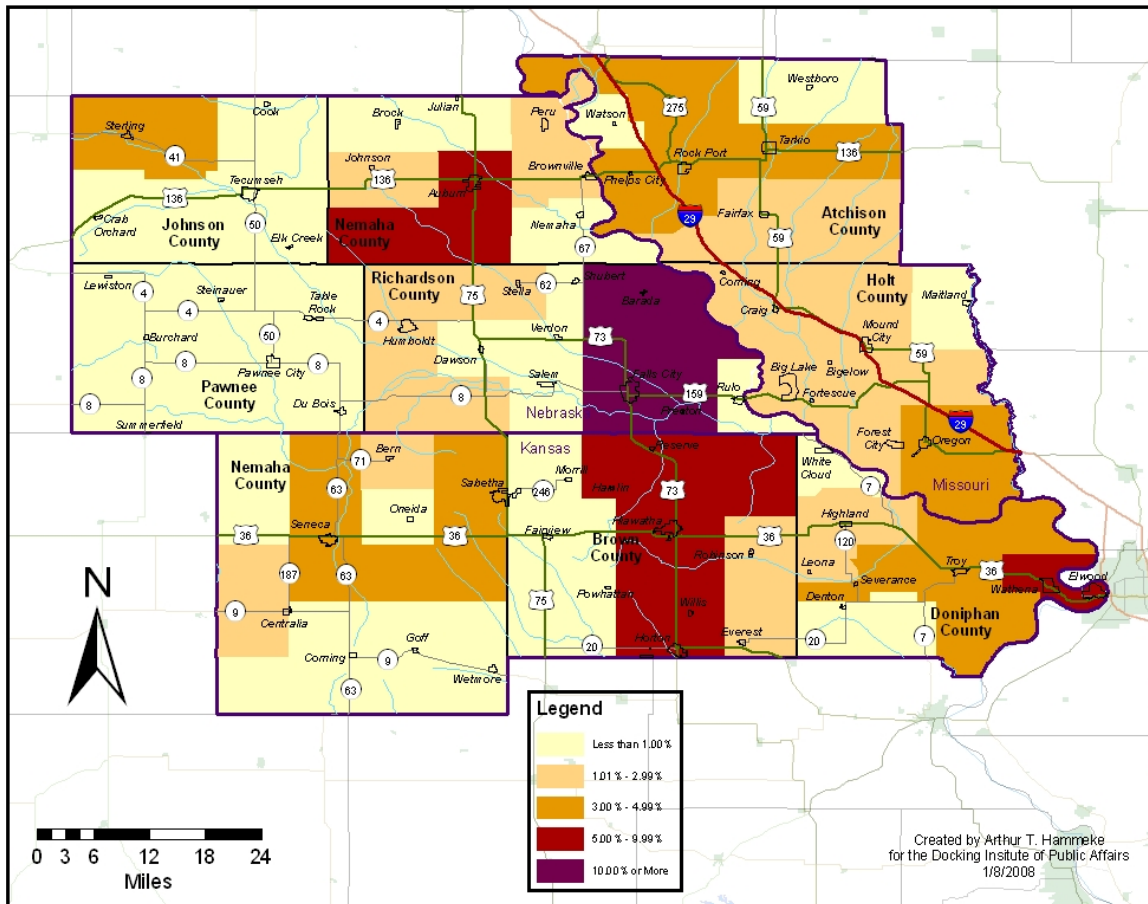 Westboro
275
59
Cook
Julian
Brock
Peru
Watson
Sterling
Tarkio
136
41
Johnson
Rock Port
Tecumseh
136
Brownville
Phelps City
Auburn
136
Crab
Orchard
Johnson
County
50
Nemaha
County
Nemaha
Fairfax
Atchison
County
29
59
Elk Creek
67
Richardson
County
Shubert
Lewiston
Steinauer
Table
Rock
4
75
Stella
62
Barada
Corning
Holt
County
Maitland
4
4
Craig
Burchard
50
Humboldt
Verdon
73
Mound
City
8
Pawnee City
8
Dawson
59
Pawnee
County
8
Salem
Falls City
159
Rulo
Big Lake
Bigelow
Fortescue
8
Du Bois
8
Nebrask
Preston
Summerfield
29
Forest
City
Oregon
Kansas
Reserve
Nemaha
County
71
Bern
White
Cloud
Missouri
63
Sabetha
246
Morrill
Hamlin
73
7
Oneida
Highland
36
Seneca
36
Fairview
Hiawatha
Brown
County
36
120
Robinson
Leona
Troy
36
187
63
Severance
Wathena
Elwood
75
Powhattan
Denton
9
Centralia
Willis
Doniphan
County
Goff
Everest
20
7
Corning
9
20
Horton
Wetmore
63
N
Legend
Less than 1.00%
1.01% - 2.99%
3.00% - 4.99%
5.00% - 9.99%
10.00% or More
0 3 6 12 18 24
Miles
Created by Arthur T. Hammeke
for the Docking Insitute of Public Affairs
1/8/2008